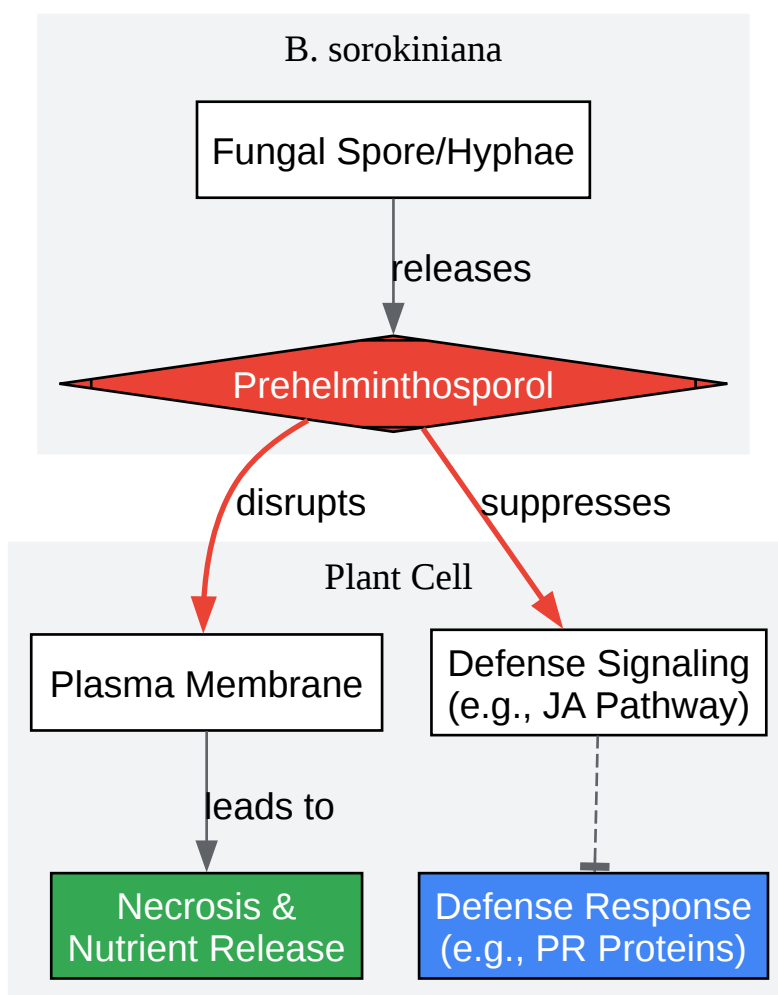 B. sorokiniana
Fungal Spore/Hyphae
releases
Prehelminthosporol
disrupts
suppresses
Plant Cell
Plasma Membrane
Defense Signaling
(e.g., JA Pathway)
leads to
Necrosis &
Nutrient Release
Defense Response
(e.g., PR Proteins)